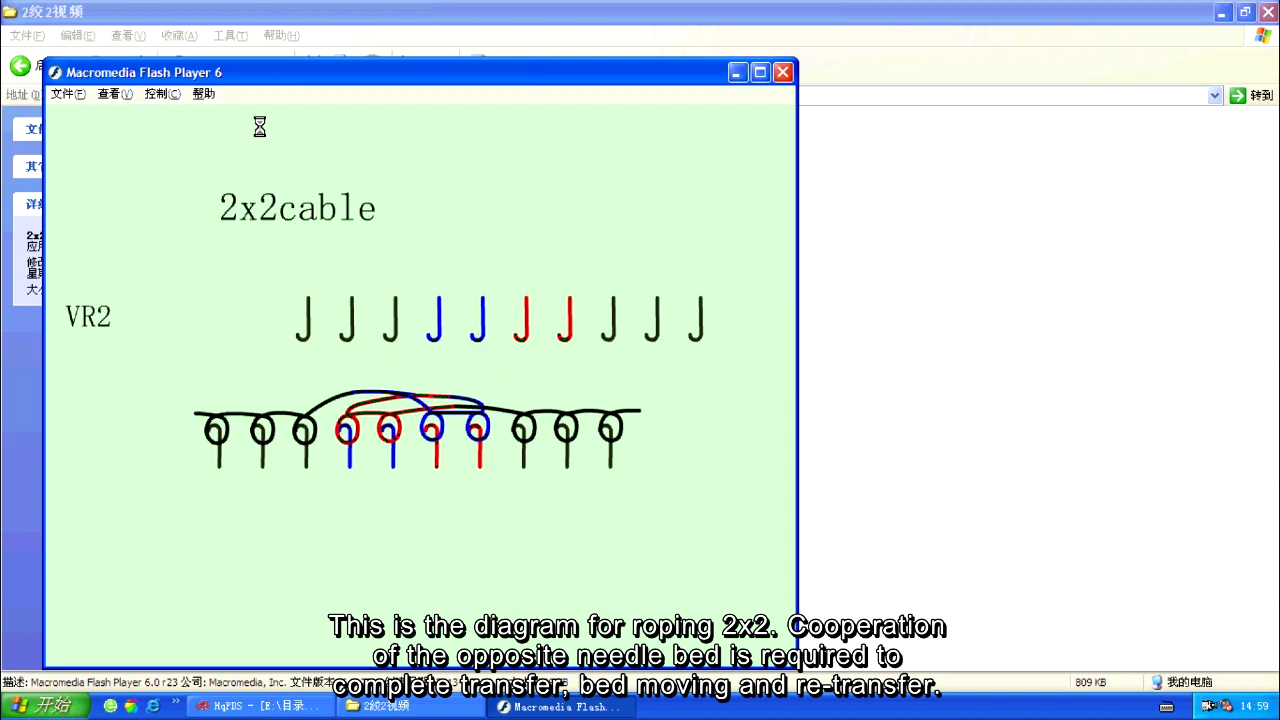 2绞2视频
文件(F) 编辑(E) 查看(V) 收藏(A) 工具(T) 帮助(H)
Macromedia Flash Player 6
地址(D)
转到
文件(F) 查看(V) 控制(C) 帮助
2x2cable
VR2
This is the diagram for roping 2x2. Cooperation
of the opposite needle bed is required to
complete transfer, bed moving and re-transfer.
描述: Macromedia Flash Player 6.0 r23 公司: Macromedia, Inc. 文件版本
809 KB
我的电脑
开始
HqPDS - [E:\目录...
2绞2视频
Macromedia Flas...
14:59